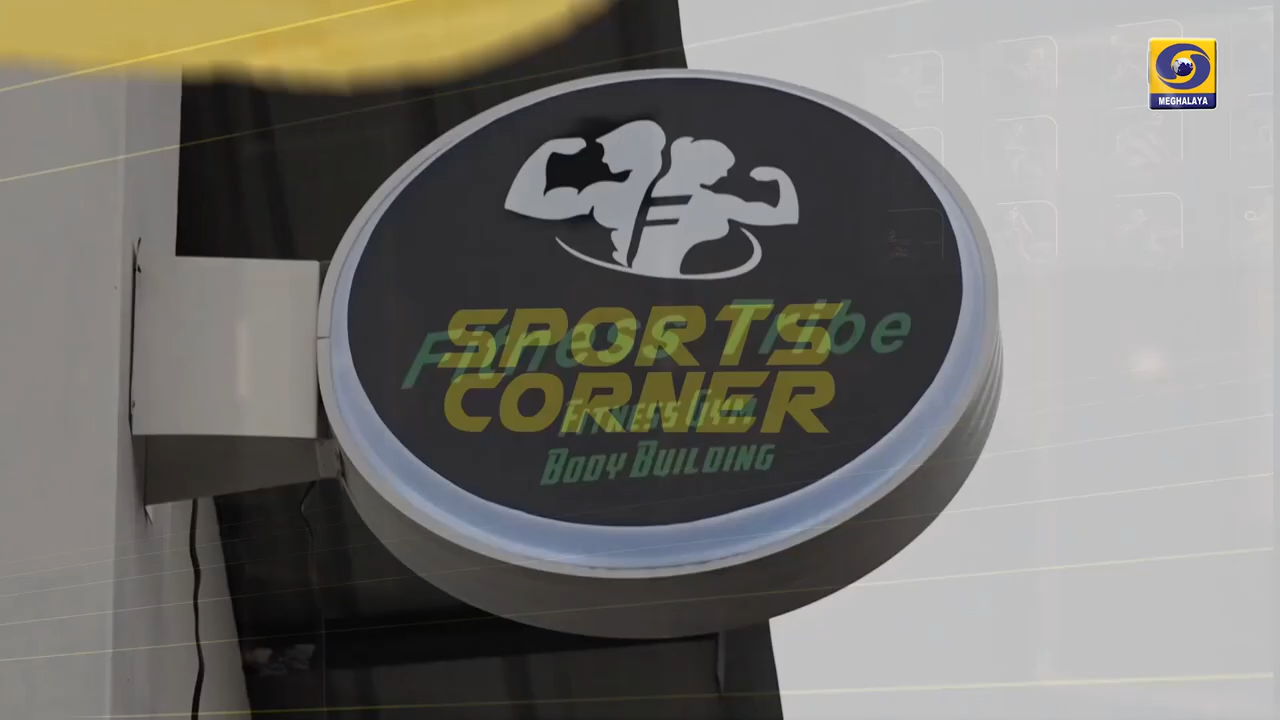 MEGHALAYA
Fitness Tribe
SPORTS
CORNER
Fitness Gym
Body Building